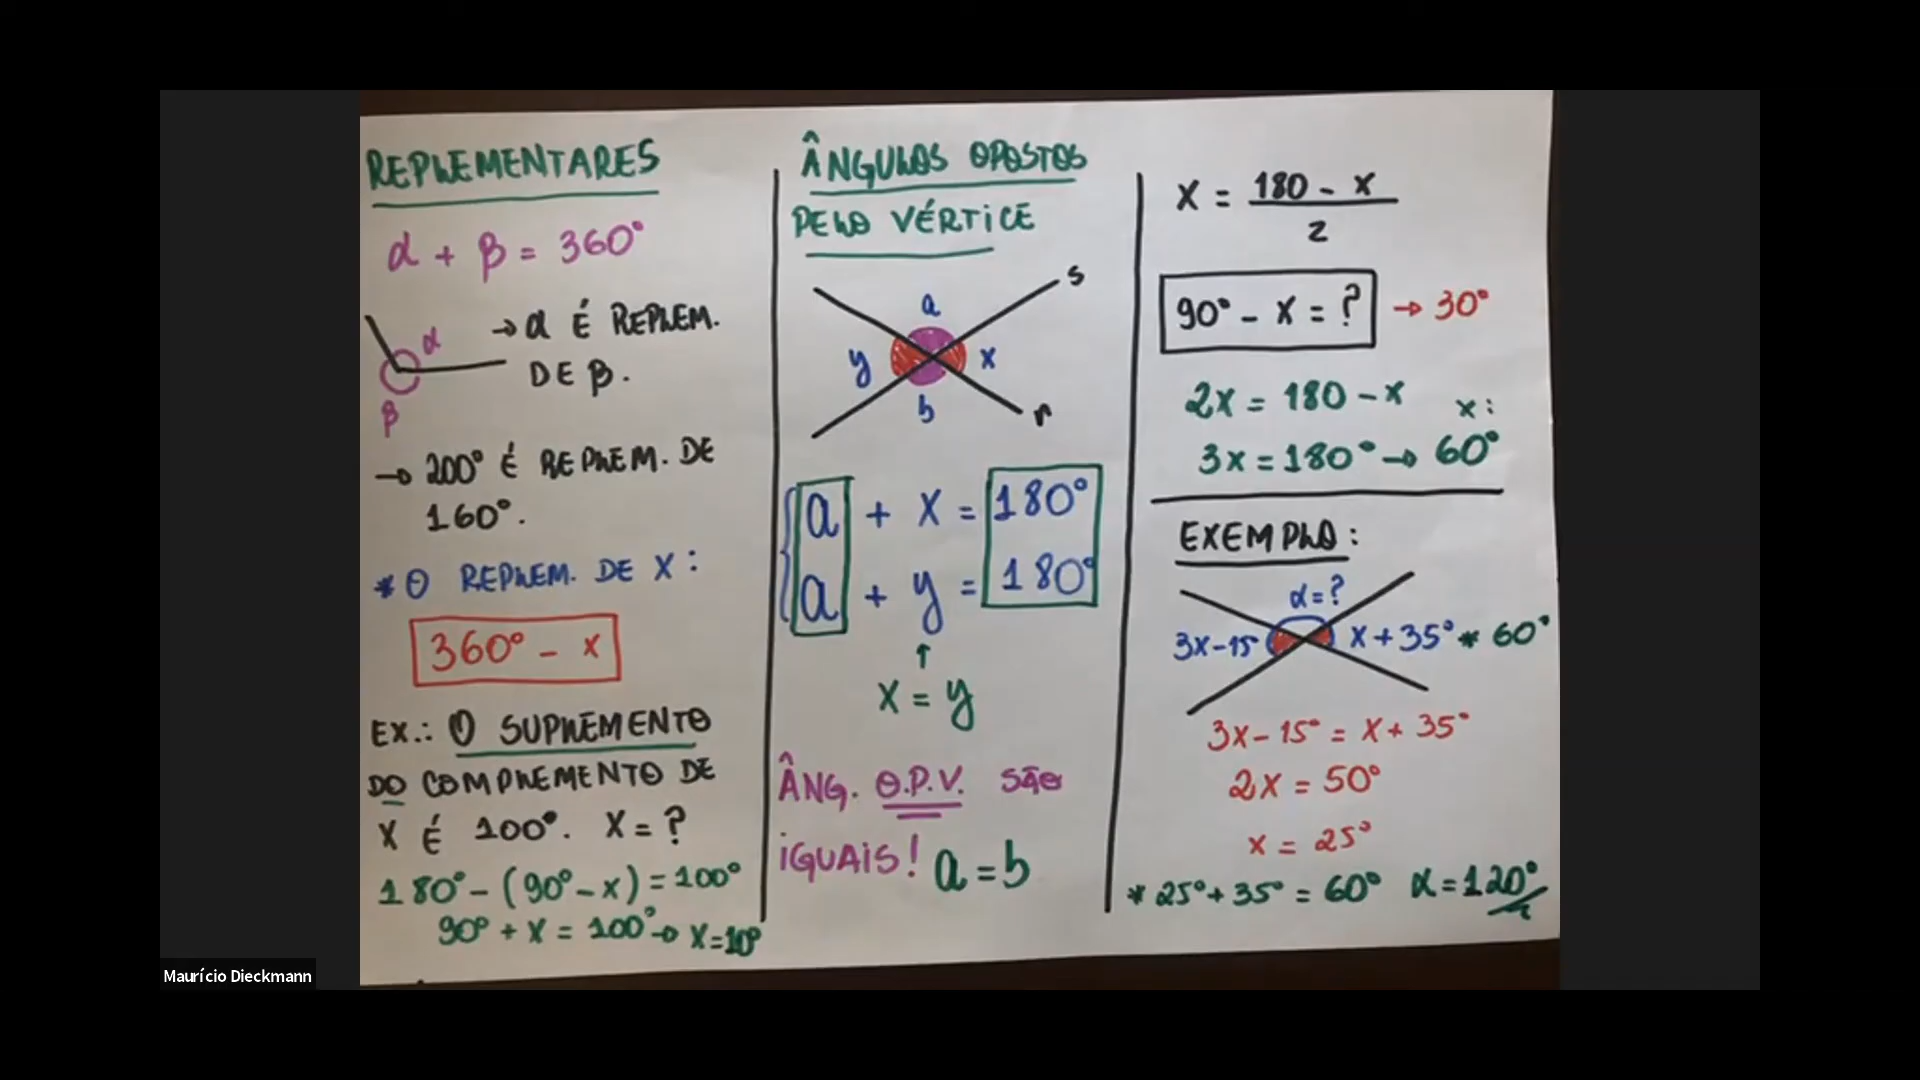 REPLEMENTARES
α + β = 360°
α
β
→ α É REPLEM.
DE β.
→ 200° É REPLEM. DE
160°.
* O REPLEM. DE X:
360° - x
EX.: O SUPLEMENTO
DO COMPLEMENTO DE
X É 100°. X = ?
180° - (90° - x) = 100°
90° + x = 100° → x = 10°
ÂNGULOS OPOSTOS
PELO VÉRTICE
s
a
y
x
b
r
a + x = 180°
a + y = 180°
↑
x = y
ÂNG. O.P.V. SÃO
IGUAIS! a = b
X = 180 - x
2
90° - X = ? → 30°
2x = 180 - x x:
3x = 180° → 60°
EXEMPLO:
α = ?
3x - 15 x + 35° * 60°
3x - 15° = x + 35°
2x = 50°
x = 25°
* 25° + 35° = 60° α = 120°
Maurício Dieckmann